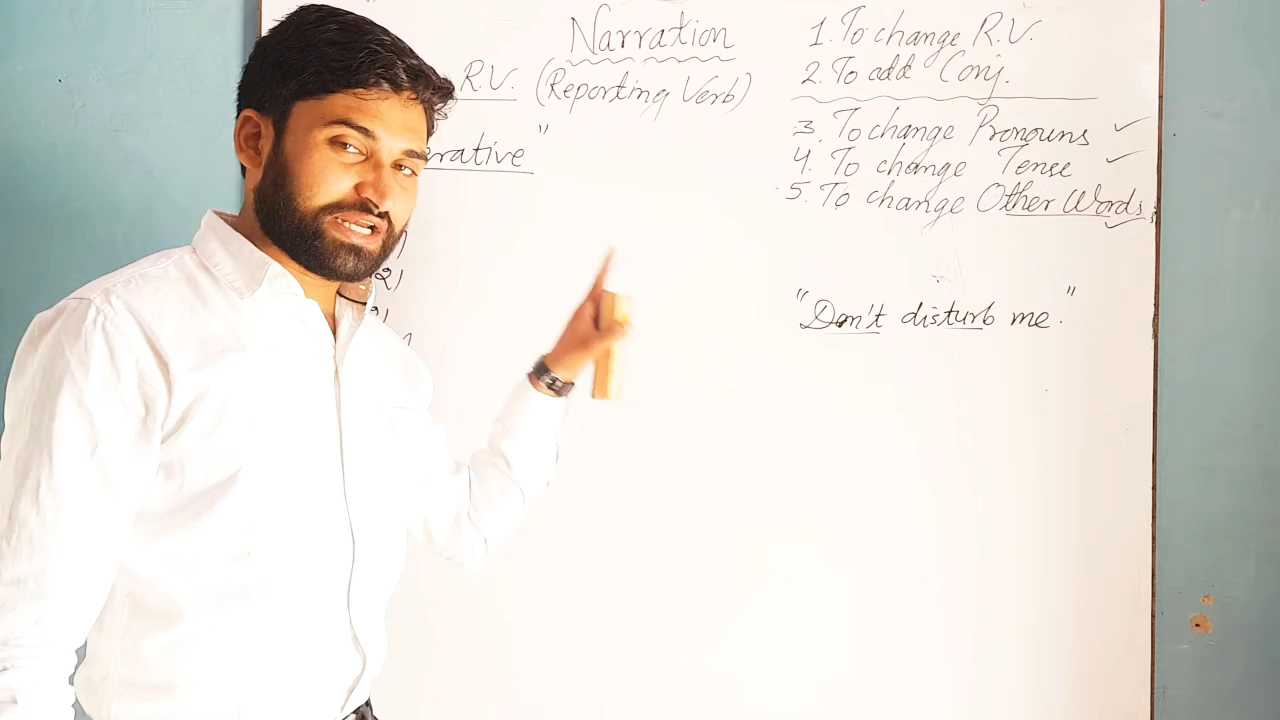 Narration
R.V. (Reporting Verb)
rative "
1. To change R.V.
2. To add Conj.
3. To change Pronouns ✓
4. To change Tense ✓
5. To change Other Words ✓
"Don't disturb me."